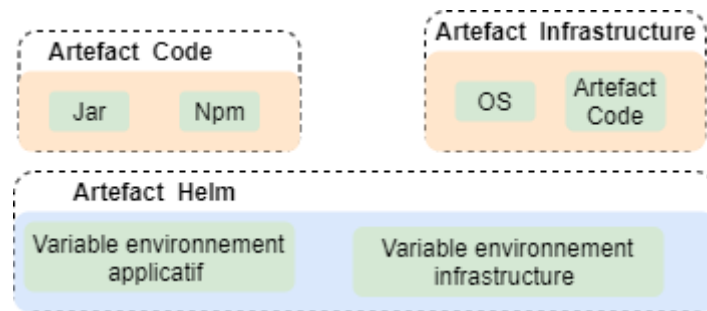 Artefact Code
Jar
Npm
Artefact Infrastructure
OS
Artefact
Code
Artefact Helm
Variable environnement
applicatif
Variable environnement
infrastructure